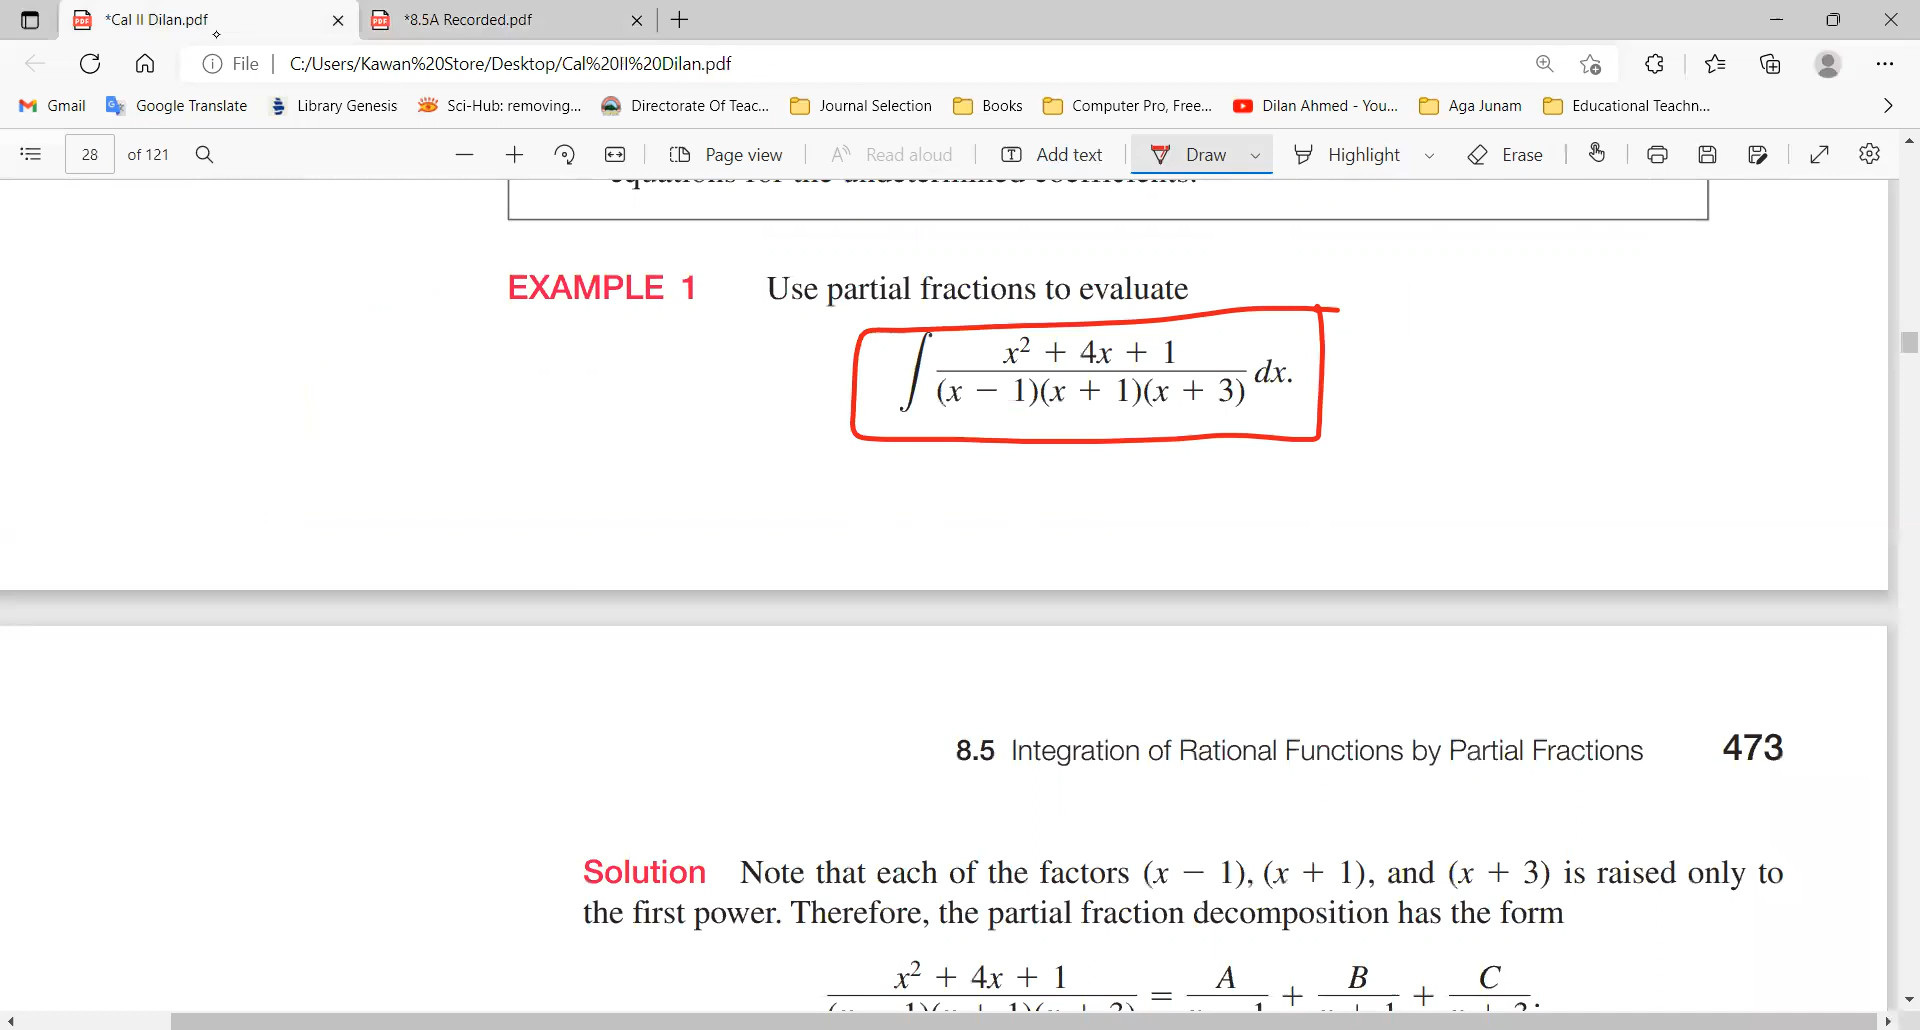 *Cal II Dilan.pdf
*8.5A Recorded.pdf
File
C:/Users/Kawan%20Store/Desktop/Cal%20II%20Dilan.pdf
Gmail
Google Translate
Library Genesis
Sci-Hub: removing...
Directorate Of Teac...
Journal Selection
Books
Computer Pro, Free...
Dilan Ahmed - You...
Aga Junam
Educational Teachn...
28 of 121
Page view
Read aloud
Add text
Draw
Highlight
Erase
equations for the undetermined coefficients.
EXAMPLE 1 Use partial fractions to evaluate
∫ (x² + 4x + 1) / ((x − 1)(x + 1)(x + 3)) dx.
8.5 Integration of Rational Functions by Partial Fractions 473
Solution Note that each of the factors (x − 1), (x + 1), and (x + 3) is raised only to
the first power. Therefore, the partial fraction decomposition has the form
x² + 4x + 1 = A + B + C